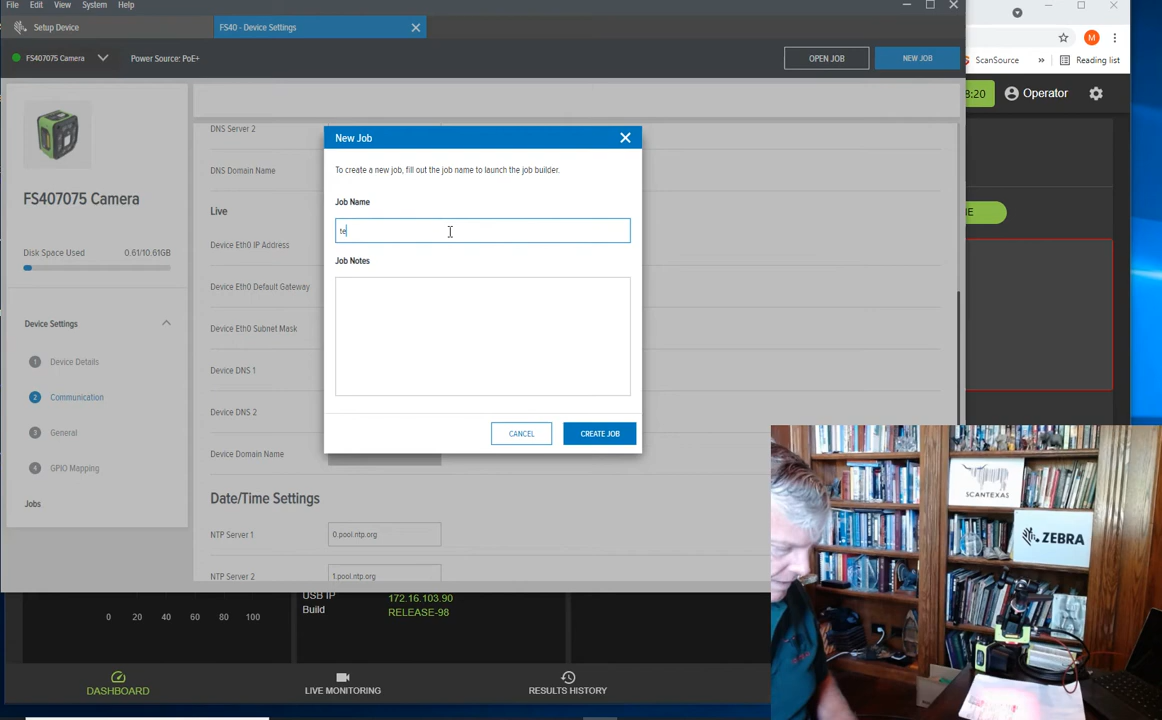 File Edit View System Help
Setup Device
FS40 - Device Settings
FS407075 Camera
Power Source: PoE+
OPEN JOB
NEW JOB
ScanSource
»
Reading list
M
8:20
Operator
FS407075 Camera
Disk Space Used 0.61/10.61GB
Device Settings
1 Device Details
2 Communication
3 General
4 GPIO Mapping
Jobs
DNS Server 2
DNS Domain Name
Live
Device Eth0 IP Address
Device Eth0 Default Gateway
Device Eth0 Subnet Mask
Device DNS 1
Device DNS 2
Device Domain Name
Date/Time Settings
NTP Server 1 0.pool.ntp.org
NTP Server 2 1.pool.ntp.org
New Job
To create a new job, fill out the job name to launch the job builder.
Job Name
te
Job Notes
CANCEL
CREATE JOB
NE
0 20 40 60 80 100
USB IP 172.16.103.90
Build RELEASE-98
DASHBOARD
LIVE MONITORING
RESULTS HISTORY
SCANTEXAS
ZEBRA